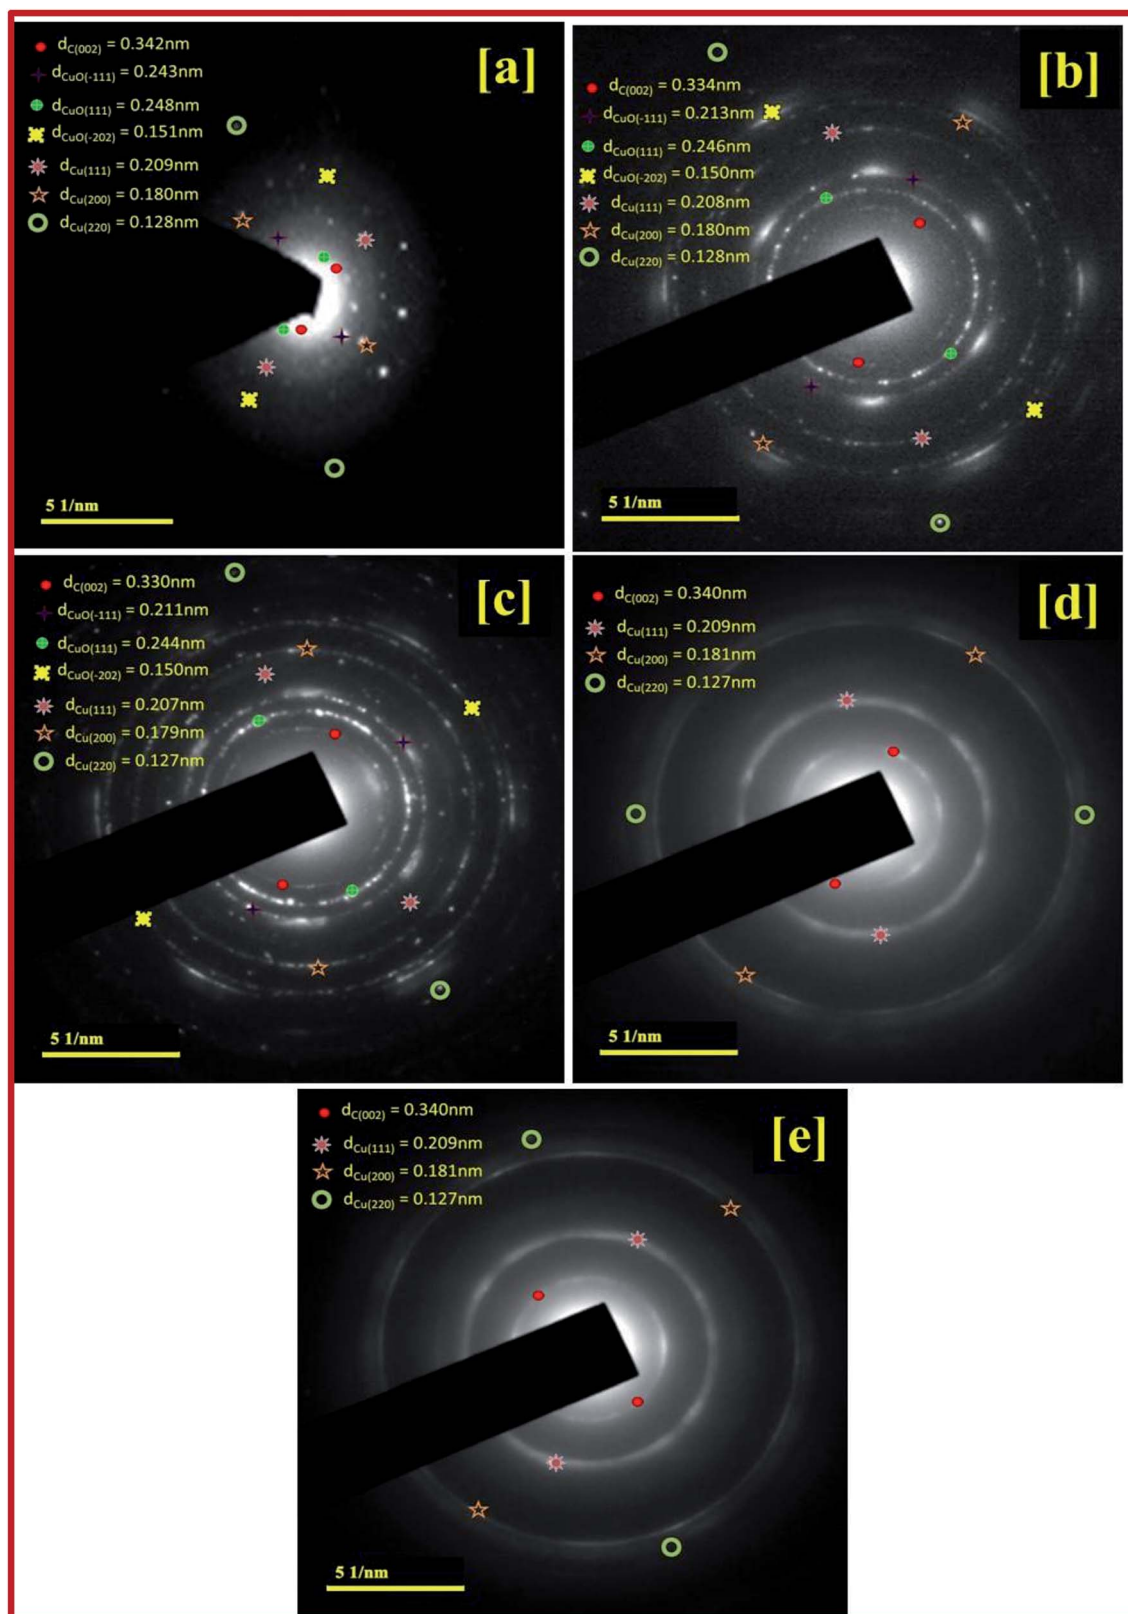 [a]
d_C(002) = 0.342nm
d_CuO(-111) = 0.243nm
d_CuO(111) = 0.248nm
d_CuO(-202) = 0.151nm
d_Cu(111) = 0.209nm
d_Cu(200) = 0.180nm
d_Cu(220) = 0.128nm
5 1/nm
[b]
d_C(002) = 0.334nm
d_CuO(-111) = 0.213nm
d_CuO(111) = 0.246nm
d_CuO(-202) = 0.150nm
d_Cu(111) = 0.208nm
d_Cu(200) = 0.180nm
d_Cu(220) = 0.128nm
5 1/nm
[c]
d_C(002) = 0.330nm
d_CuO(-111) = 0.211nm
d_CuO(111) = 0.244nm
d_CuO(-202) = 0.150nm
d_Cu(111) = 0.207nm
d_Cu(200) = 0.179nm
d_Cu(220) = 0.127nm
5 1/nm
[d]
d_C(002) = 0.340nm
d_Cu(111) = 0.209nm
d_Cu(200) = 0.181nm
d_Cu(220) = 0.127nm
5 1/nm
[e]
d_C(002) = 0.340nm
d_Cu(111) = 0.209nm
d_Cu(200) = 0.181nm
d_Cu(220) = 0.127nm
5 1/nm